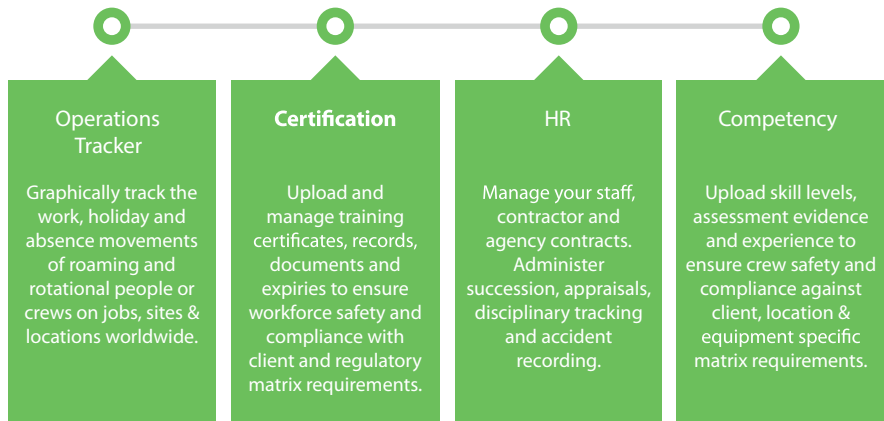 Operations
Tracker
Graphically track the
work, holiday and
absence movements
of roaming and
rotational people or
crews on jobs, sites &
locations worldwide.
Certification
Upload and
manage training
certificates, records,
documents and
expiries to ensure
workforce safety and
compliance with
client and regulatory
matrix requirements.
HR
Manage your staff,
contractor and
agency contracts.
Administer
succession, appraisals,
disciplinary tracking
and accident
recording.
Competency
Upload skill levels,
assessment evidence
and experience to
ensure crew safety and
compliance against
client, location &
equipment specific
matrix requirements.